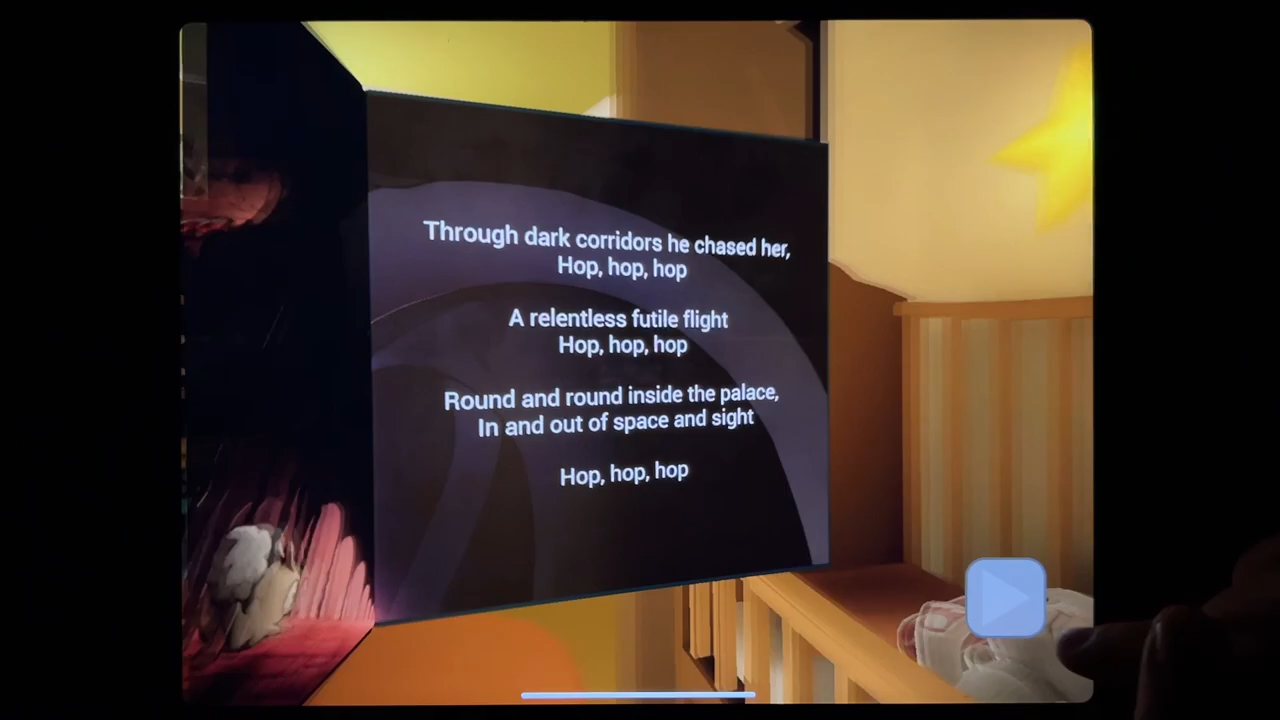 Through dark corridors he chased her,
Hop, hop, hop
A relentless futile flight
Hop, hop, hop
Round and round inside the palace,
In and out of space and sight
Hop, hop, hop